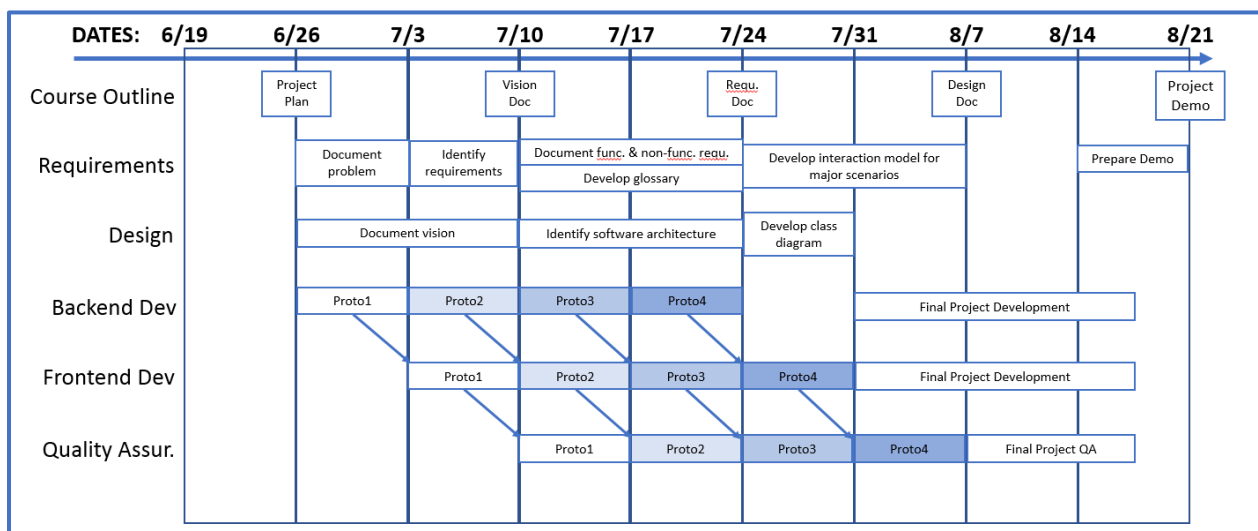 DATES: 6/19 6/26 7/3 7/10 7/17 7/24 7/31 8/7 8/14 8/21
Course Outline
Project
Plan
Vision
Doc
Requ.
Doc
Design
Doc
Project
Demo
Requirements
Document
problem
Identify
requirements
Document func. & non-func. requ.
Develop glossary
Develop interaction model for
major scenarios
Prepare Demo
Design
Document vision
Identify software architecture
Develop class
diagram
Backend Dev
Proto1
Proto2
Proto3
Proto4
Final Project Development
Frontend Dev
Proto1
Proto2
Proto3
Proto4
Final Project Development
Quality Assur.
Proto1
Proto2
Proto3
Proto4
Final Project QA